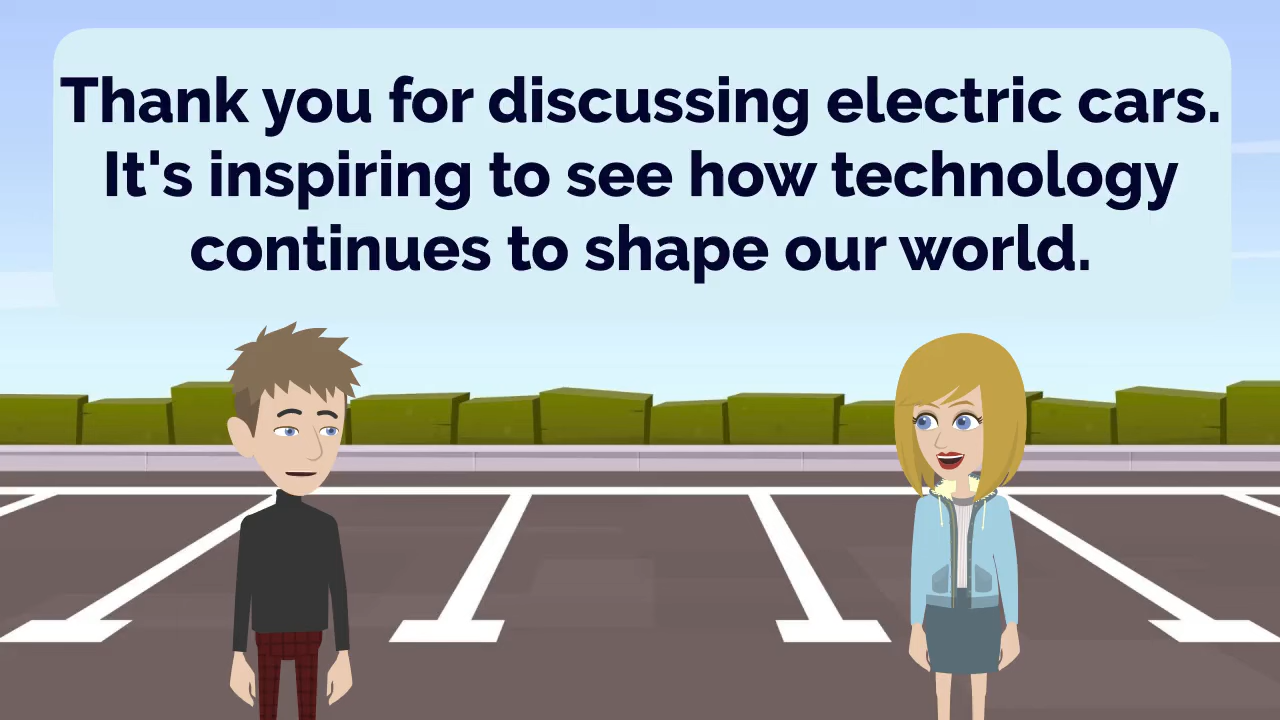 Thank you for discussing electric cars.
It's inspiring to see how technology
continues to shape our world.